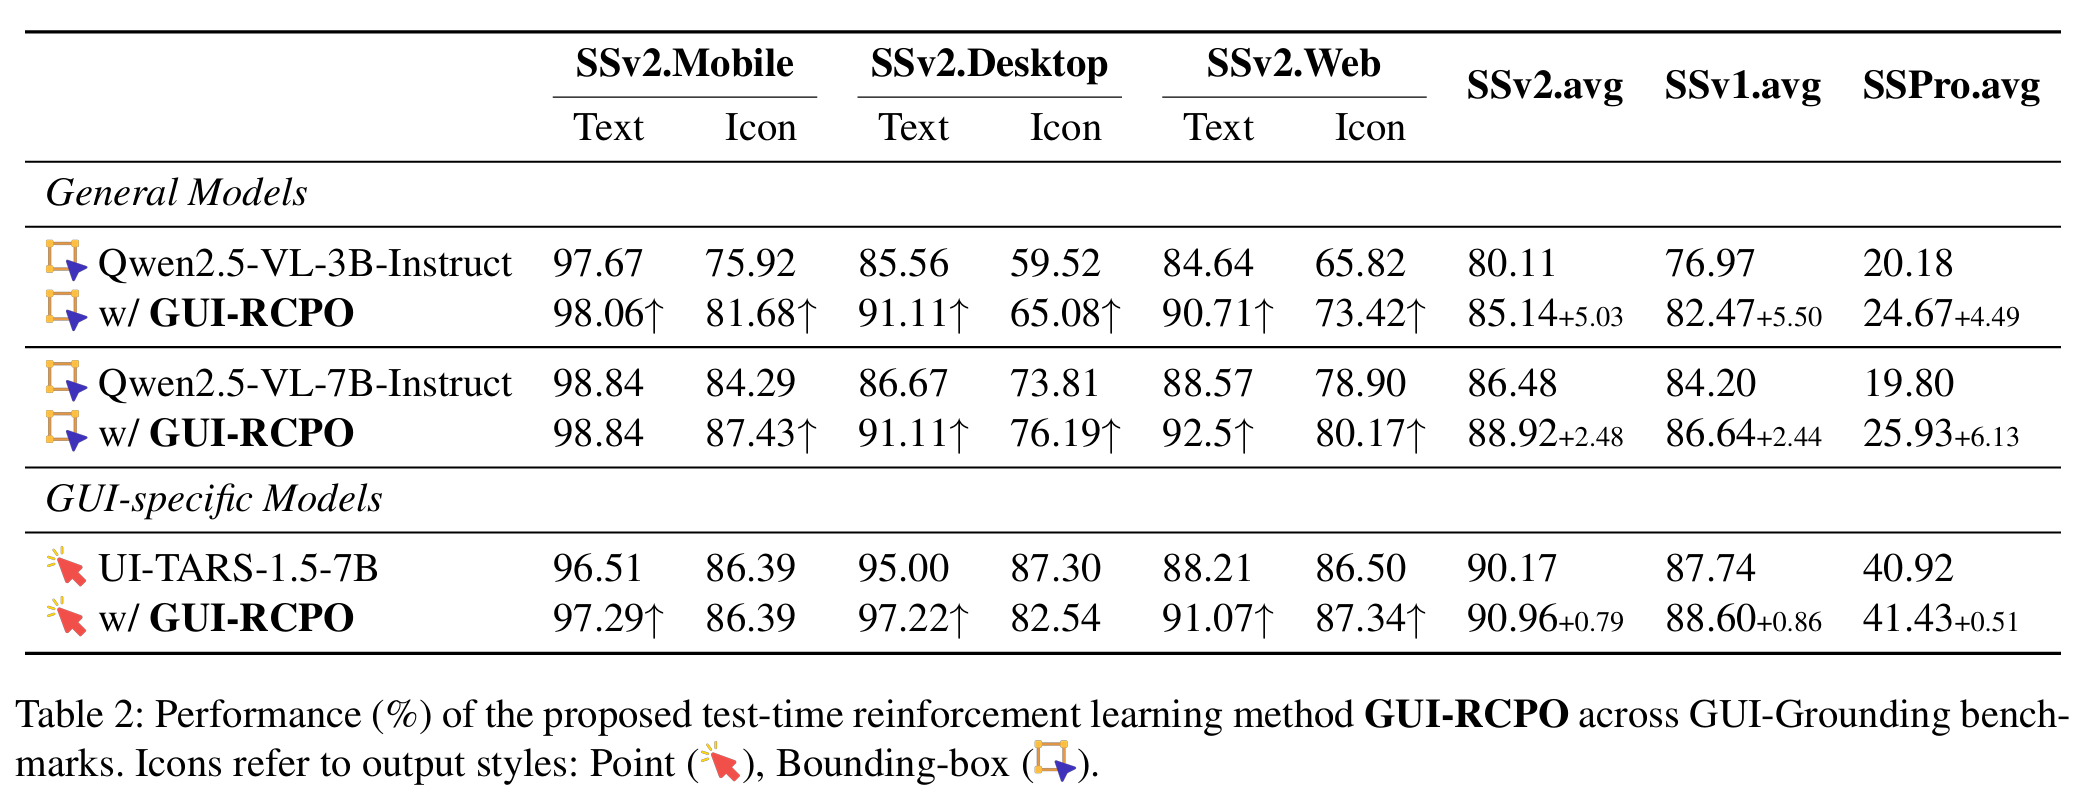 SSv2.Mobile SSv2.Desktop SSv2.Web SSv2.avg SSv1.avg SSPro.avg
Text Icon Text Icon Text Icon
General Models
Qwen2.5-VL-3B-Instruct 97.67 75.92 85.56 59.52 84.64 65.82 80.11 76.97 20.18
w/ GUI-RCPO 98.06↑ 81.68↑ 91.11↑ 65.08↑ 90.71↑ 73.42↑ 85.14+5.03 82.47+5.50 24.67+4.49
Qwen2.5-VL-7B-Instruct 98.84 84.29 86.67 73.81 88.57 78.90 86.48 84.20 19.80
w/ GUI-RCPO 98.84 87.43↑ 91.11↑ 76.19↑ 92.5↑ 80.17↑ 88.92+2.48 86.64+2.44 25.93+6.13
GUI-specific Models
UI-TARS-1.5-7B 96.51 86.39 95.00 87.30 88.21 86.50 90.17 87.74 40.92
w/ GUI-RCPO 97.29↑ 86.39 97.22↑ 82.54 91.07↑ 87.34↑ 90.96+0.79 88.60+0.86 41.43+0.51
Table 2: Performance (%) of the proposed test-time reinforcement learning method GUI-RCPO across GUI-Grounding bench-
marks. Icons refer to output styles: Point (), Bounding-box ().